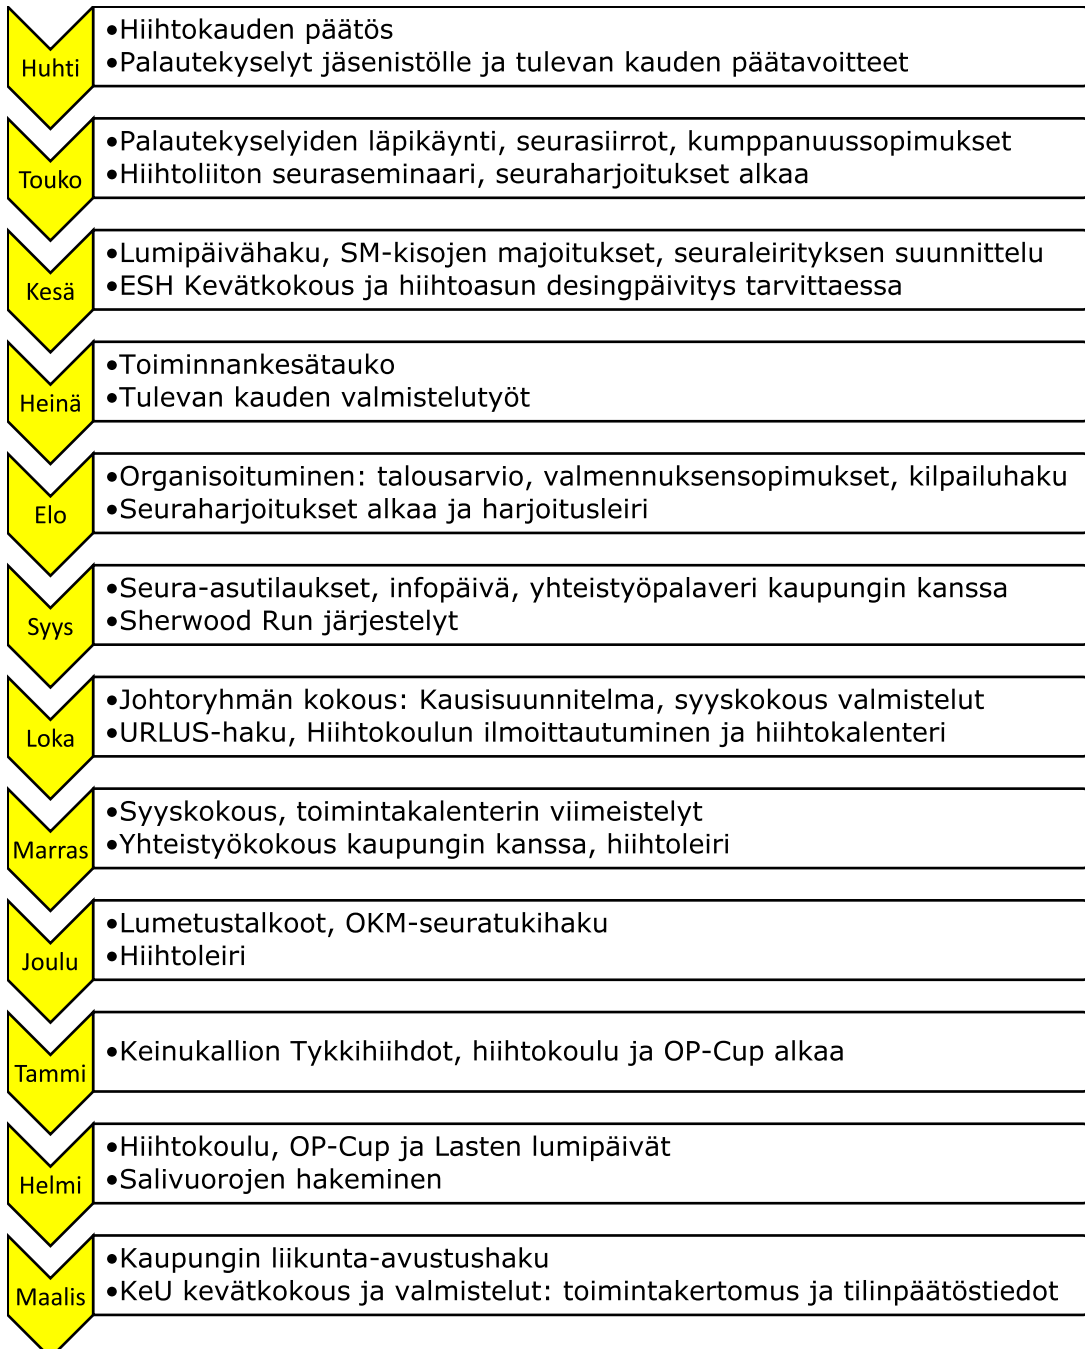 Huhti
•Hiihtokauden päätös
•Palautekyselyt jäsenistölle ja tulevan kauden päätavoitteet
Touko
•Palautekyselyiden läpikäynti, seurasiirrot, kumppanuussopimukset
•Hiihtoliiton seuraseminaari, seuraharjoitukset alkaa
Kesä
•Lumipäivähaku, SM-kisojen majoitukset, seuraleirityksen suunnittelu
•ESH Kevätkokous ja hiihtoasun desingpäivitys tarvittaessa
Heinä
•Toiminnankesätauko
•Tulevan kauden valmistelutyöt
Elo
•Organisoituminen: talousarvio, valmennuksensopimukset, kilpailuhaku
•Seuraharjoitukset alkaa ja harjoitusleiri
Syys
•Seura-asutilaukset, infopäivä, yhteistyöpalaveri kaupungin kanssa
•Sherwood Run järjestelyt
Loka
•Johtoryhmän kokous: Kausisuunnitelma, syyskokous valmistelut
•URLUS-haku, Hiihtokoulun ilmoittautuminen ja hiihtokalenteri
Marras
•Syyskokous, toimintakalenterin viimeistelyt
•Yhteistyökokous kaupungin kanssa, hiihtoleiri
Joulu
•Lumetustalkoot, OKM-seuratukihaku
•Hiihtoleiri
Tammi
•Keinukallion Tykkihiihdot, hiihtokoulu ja OP-Cup alkaa
Helmi
•Hiihtokoulu, OP-Cup ja Lasten lumipäivät
•Salivuorojen hakeminen
Maalis
•Kaupungin liikunta-avustushaku
•KeU kevätkokous ja valmistelut: toimintakertomus ja tilinpäätöstiedot